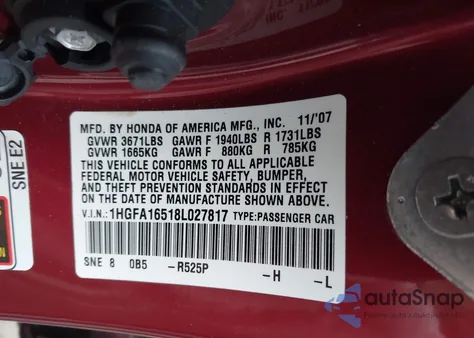 MFD. BY HONDA OF AMERICA MFG., INC. 11/'07
GVWR 3671LBS GAWR F 1940LBS R 1731LBS
GVWR 1665KG GAWR F 880KG R 785KG
THIS VEHICLE CONFORMS TO ALL APPLICABLE
FEDERAL MOTOR VEHICLE SAFETY, BUMPER,
AND THEFT PREVENTION STANDARDS IN EFFECT
ON THE DATE OF MANUFACTURE SHOWN ABOVE.
V.I.N.: 1HGFA16518L027817 TYPE:PASSENGER CAR
SNE 8 0B5 -R525P -H -L
SNE E2
autoSnap